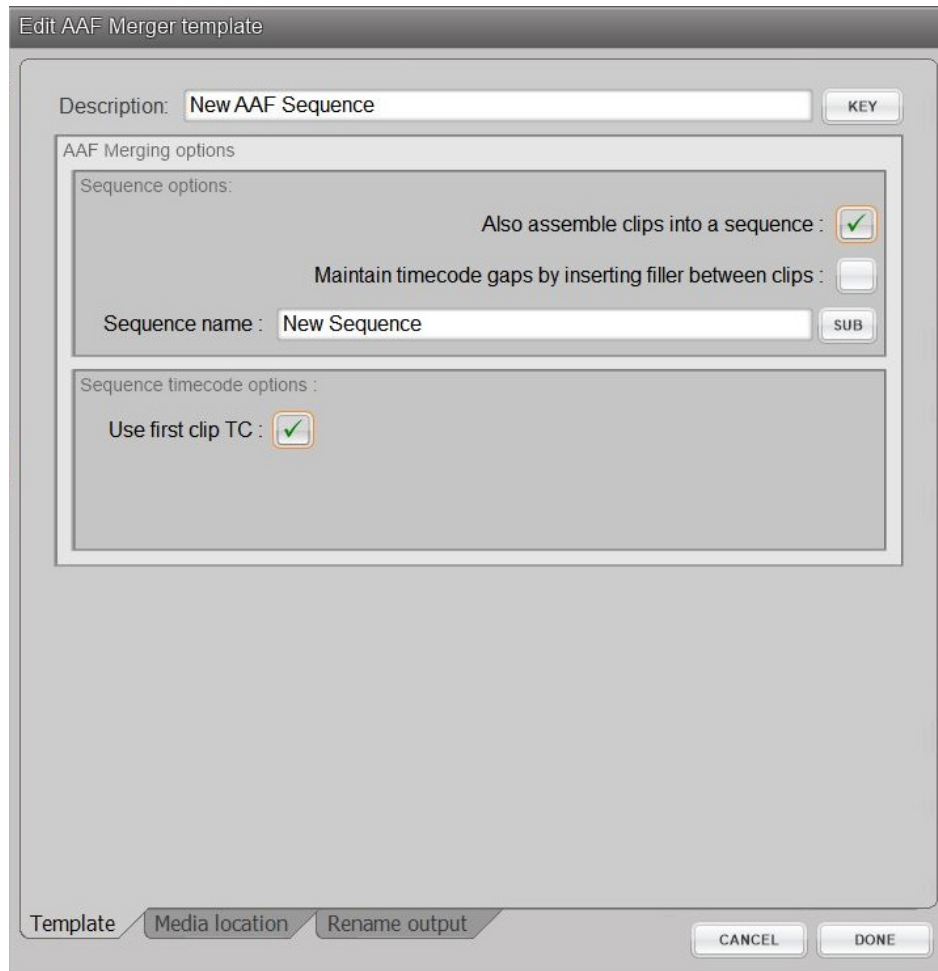 Edit AAF Merger template
Description: New AAF Sequence KEY
AAF Merging options
Sequence options:
Also assemble clips into a sequence :
Maintain timecode gaps by inserting filler between clips :
Sequence name : New Sequence SUB
Sequence timecode options :
Use first clip TC :
Template Media location Rename output
CANCEL DONE